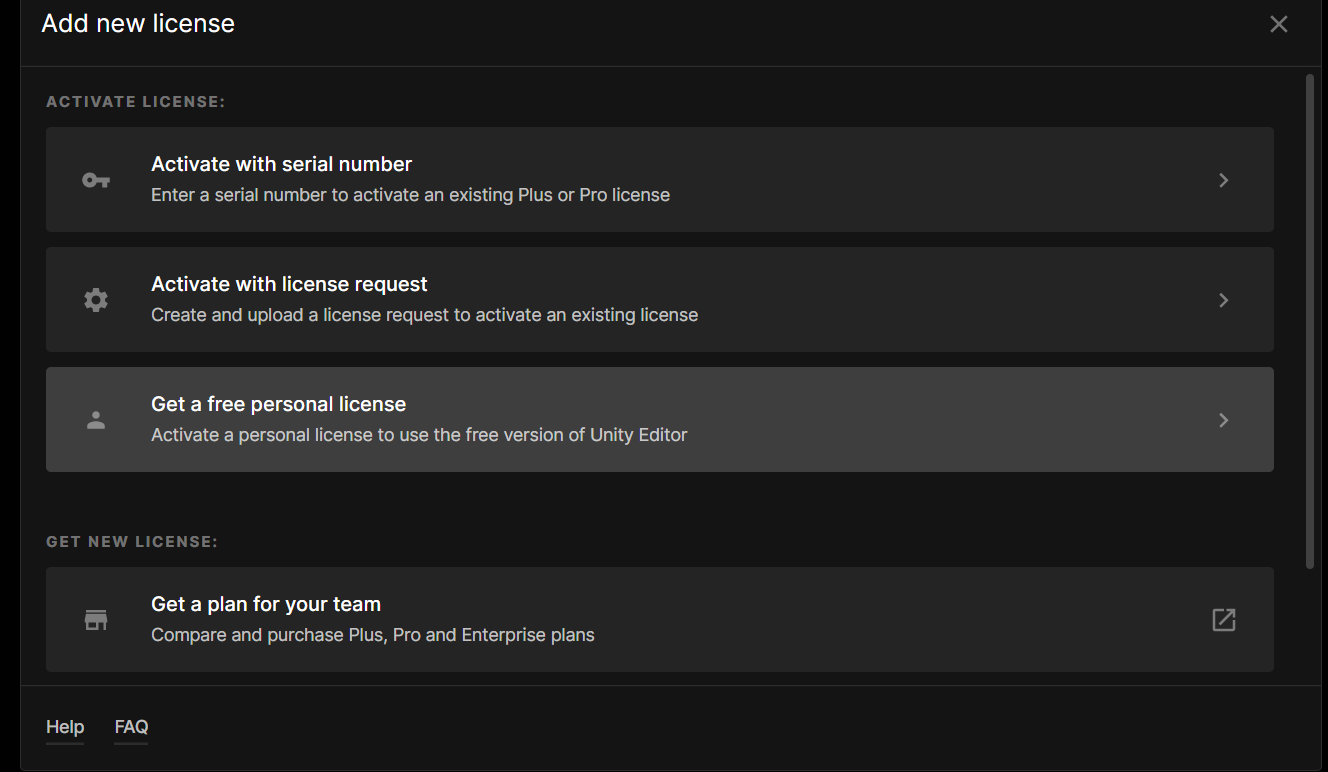 Add new license
ACTIVATE LICENSE:
Activate with serial number
Enter a serial number to activate an existing Plus or Pro license
Activate with license request
Create and upload a license request to activate an existing license
Get a free personal license
Activate a personal license to use the free version of Unity Editor
GET NEW LICENSE:
Get a plan for your team
Compare and purchase Plus, Pro and Enterprise plans
Help FAQ